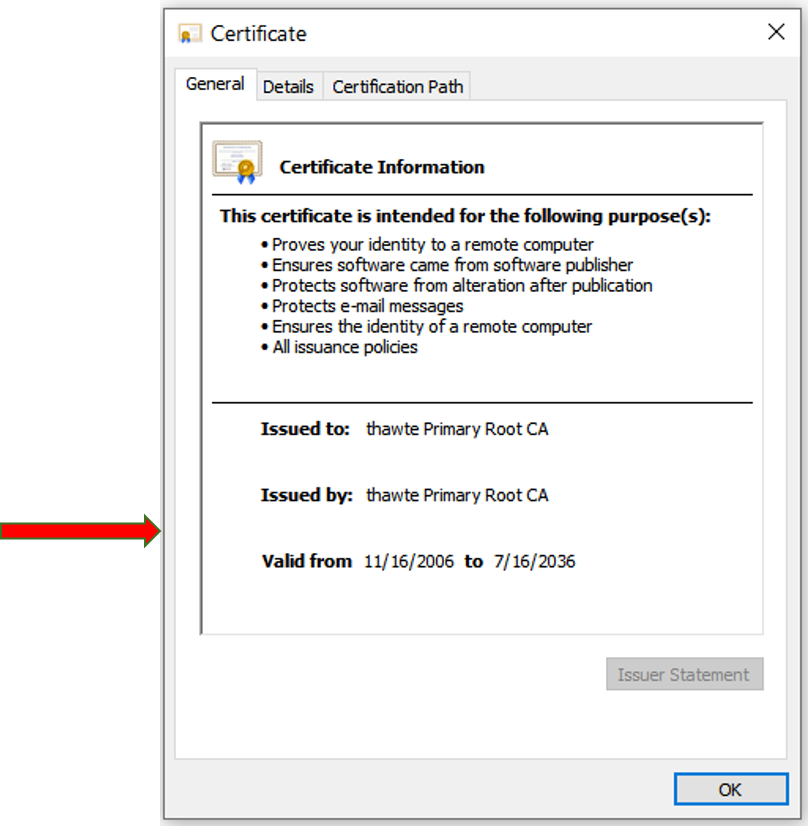 Certificate
General Details Certification Path
Certificate Information
This certificate is intended for the following purpose(s):
• Proves your identity to a remote computer
• Ensures software came from software publisher
• Protects software from alteration after publication
• Protects e-mail messages
• Ensures the identity of a remote computer
• All issuance policies
Issued to: thawte Primary Root CA
Issued by: thawte Primary Root CA
Valid from 11/16/2006 to 7/16/2036
Issuer Statement
OK